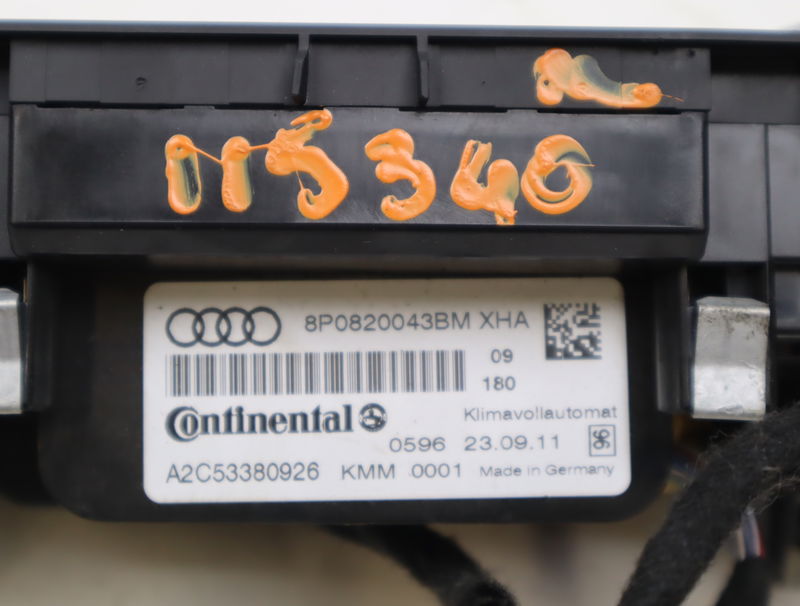 115340
8P0820043BM XHA
09
180
Continental
Klimavollautomat
0596 23.09.11
A2C53380926 KMM 0001 Made in Germany